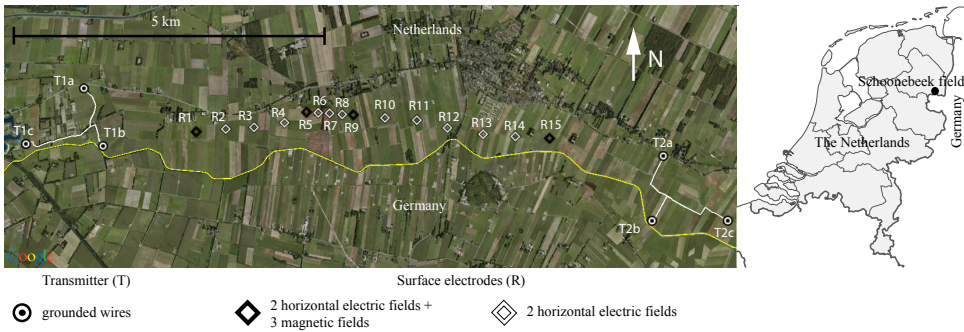 5 km
Netherlands
N
T1a
T1c
T1b
R1
R2
R3
R4
R5
R6
R7
R8
R9
R10
R11
R12
R13
R14
R15
T2a
T2b
T2c
Germany
Google
Schoonebeek field
The Netherlands
Germany
Transmitter (T)
grounded wires
Surface electrodes (R)
2 horizontal electric fields +
3 magnetic fields
2 horizontal electric fields